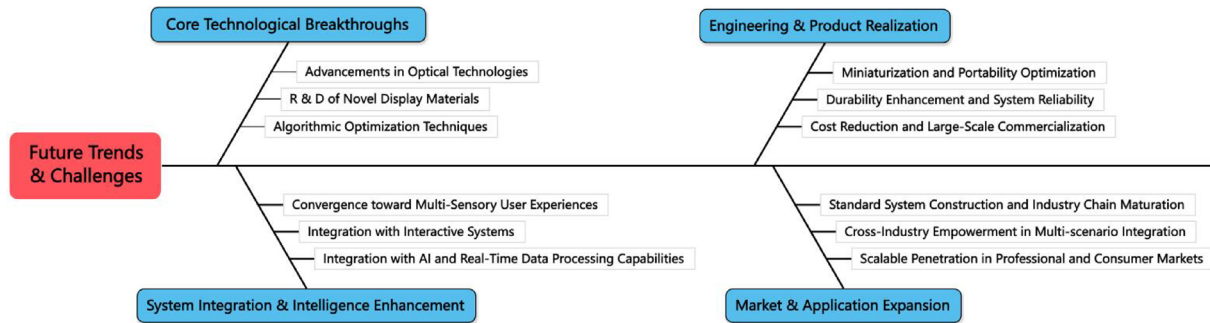 Core Technological Breakthroughs
Advancements in Optical Technologies
R & D of Novel Display Materials
Algorithmic Optimization Techniques
Engineering & Product Realization
Miniaturization and Portability Optimization
Durability Enhancement and System Reliability
Cost Reduction and Large-Scale Commercialization
Future Trends
& Challenges
Convergence toward Multi-Sensory User Experiences
Integration with Interactive Systems
Integration with AI and Real-Time Data Processing Capabilities
System Integration & Intelligence Enhancement
Standard System Construction and Industry Chain Maturation
Cross-Industry Empowerment in Multi-scenario Integration
Scalable Penetration in Professional and Consumer Markets
Market & Application Expansion